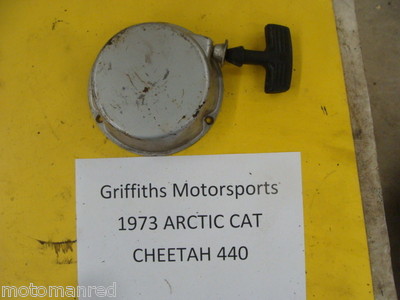 Griffiths Motorsports
1973 ARCTIC CAT
CHEETAH 440
motomanred